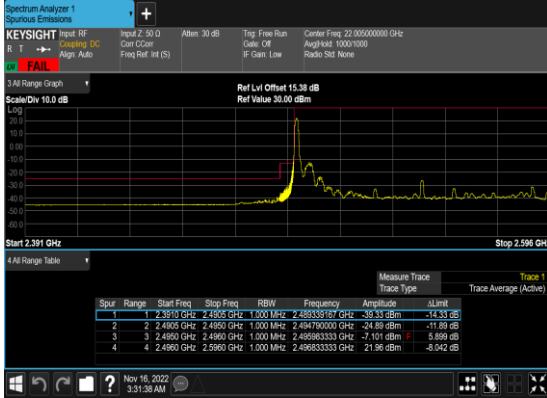 Spectrum Analyzer 1
Spurious Emissions
+
KEYSIGHT Input: RF Input Z: 50 Ω Atten: 30 dB Trig: Free Run Center Freq: 22.005000000 GHz
R T Coupling: DC Corr CCorr Gate: Off Avg|Hold: 1000/1000
Align: Auto Freq Ref: Int (S) IF Gain: Low Radio Std: None
FAIL
3 All Range Graph
Ref Lvl Offset 15.38 dB
Scale/Div 10.0 dB Ref Value 30.00 dBm
Log
20.0
10.0
0.00
-10.0
-20.0
-30.0
-40.0
-50.0
-60.0
Start 2.391 GHz Stop 2.596 GHz
4 All Range Table
Measure Trace Trace 1
Trace Type Trace Average (Active)
Spur Range Start Freq Stop Freq RBW Frequency Amplitude ΔLimit
1 1 2.3910 GHz 2.4905 GHz 1.000 MHz 2.489339167 GHz -39.33 dBm -14.33 dB
2 2 2.4905 GHz 2.4950 GHz 1.000 MHz 2.494790000 GHz -24.89 dBm -11.89 dB
3 3 2.4950 GHz 2.4960 GHz 1.000 MHz 2.495983333 GHz -7.101 dBm F 5.899 dB
4 4 2.4960 GHz 2.5960 GHz 1.000 MHz 2.496833333 GHz 21.96 dBm -8.042 dB
? Nov 16, 2022
3:31:38 AM